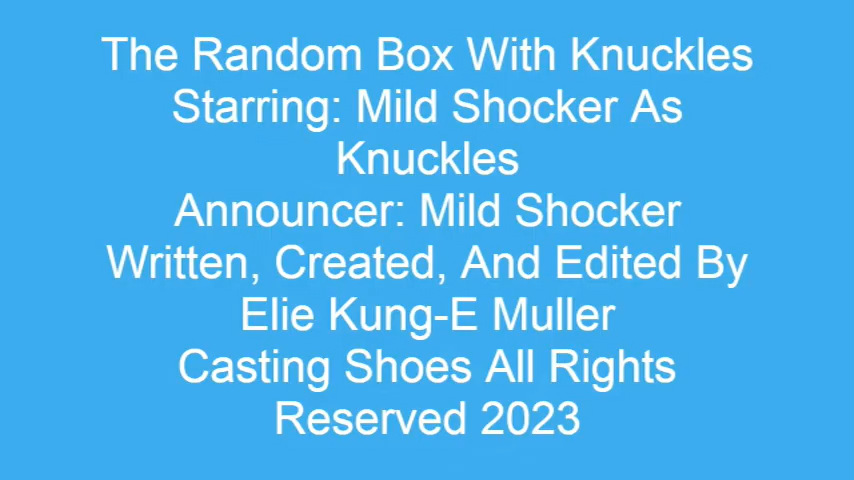 The Random Box With Knuckles
Starring: Mild Shocker As
Knuckles
Announcer: Mild Shocker
Written, Created, And Edited By
Elie Kung-E Muller
Casting Shoes All Rights
Reserved 2023